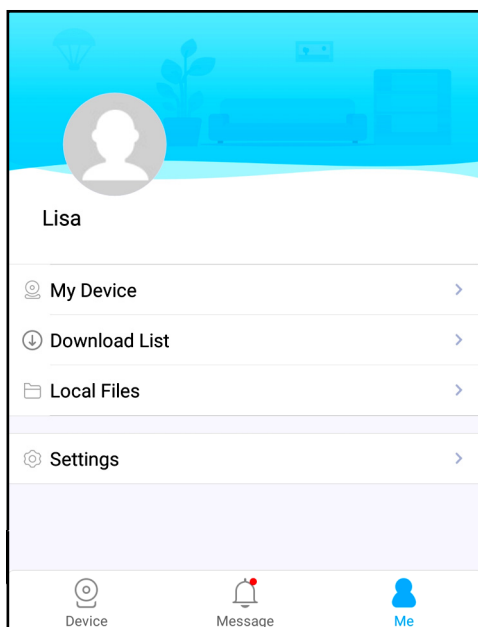 Lisa
My Device
Download List
Local Files
Settings
Device Message Me